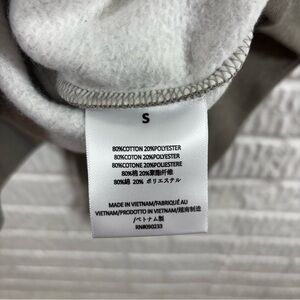 S
80%COTTON 20%POLYESTER
80%COTON 20%POLYESTER
80%COTONE 20%POLIESTERE
80%棉 20%聚酯纤维
80%綿 20% ポリエステル
MADE IN VIETNAM/FABRIQUÉ AU
VIETNAM/PRODOTTO IN VIETNAM/越南制造
/ベトナム製
RN#090233